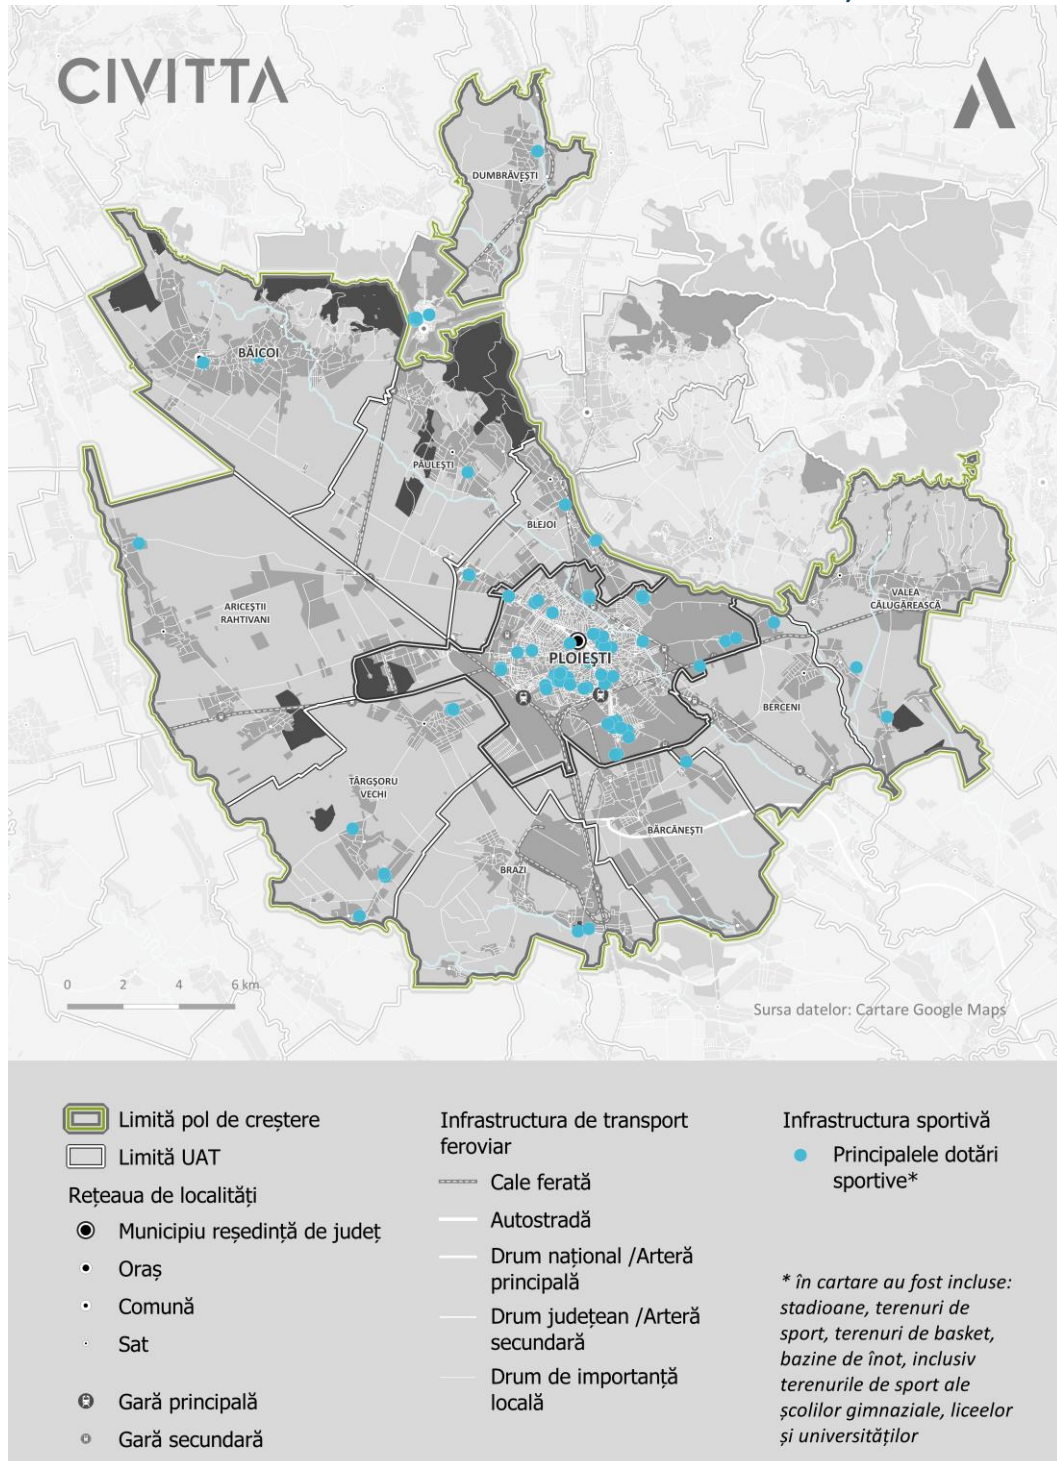 CIVITTA
DUMBRĂVEȘTI
BĂICOI
PĂULEȘTI
BLEJOI
ARICEȘTII
RAHTIVANI
VALEA
CĂLUGĂREASCĂ
PLOIEȘTI
BERCENI
TÂRGȘORU
VECHI
BĂRCĂNEȘTI
BRAZI
0 2 4 6 km
Sursa datelor: Cartare Google Maps
Limită pol de creștere
Limită UAT
Rețeaua de localități
Municipiu reședință de județ
Oraș
Comună
Sat
Gară principală
Gară secundară
Infrastructura de transport
feroviar
Cale ferată
Autostradă
Drum național /Arteră
principală
Drum județean /Arteră
secundară
Drum de importanță
locală
Infrastructura sportivă
Principalele dotări
sportive*
* în cartare au fost incluse:
stadioane, terenuri de
sport, terenuri de basket,
bazine de înot, inclusiv
terenurile de sport ale
școlilor gimnaziale, liceelor
și universităților